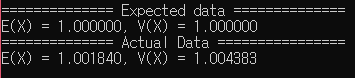 ============== Expected data ==============
E(X) = 1.000000, V(X) = 1.000000
============== Actual Data ================
E(X) = 1.001840, V(X) = 1.004383